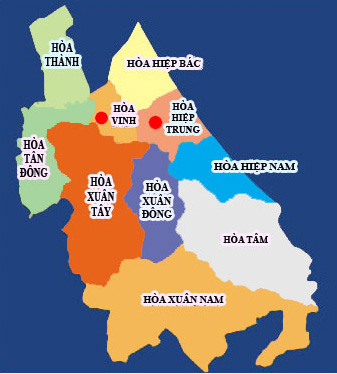 HÒA
THÀNH
HÒA HIỆP BẮC
HÒA
VINH
HÒA
HIỆP
TRUNG
HÒA
TÂN
ĐÔNG
HÒA HIỆP NAM
HÒA
XUÂN
TÂY
HÒA
XUÂN
ĐÔNG
HÒA TÂM
HÒA XUÂN NAM